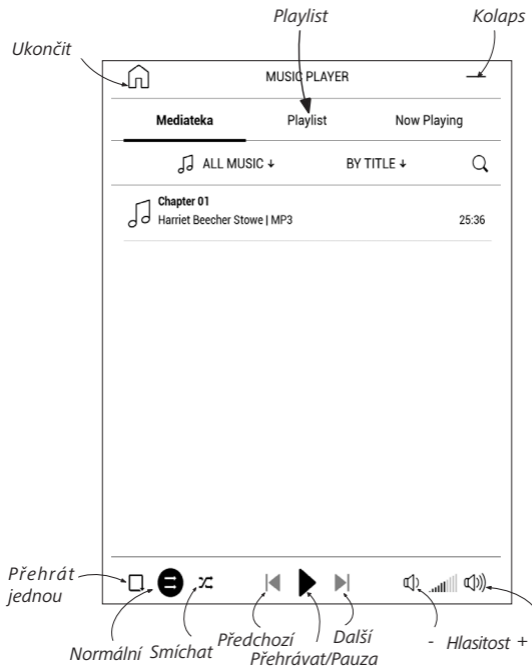 Playlist
Kolaps
Ukončit
MUSIC PLAYER
Mediateka Playlist Now Playing
ALL MUSIC ↓ BY TITLE ↓
Chapter 01
Harriet Beecher Stowe | MP3 25:36
Přehrát
jednou
Normální Smíchat Předchozí Další - Hlasitost +
Přehrávat/Pauza